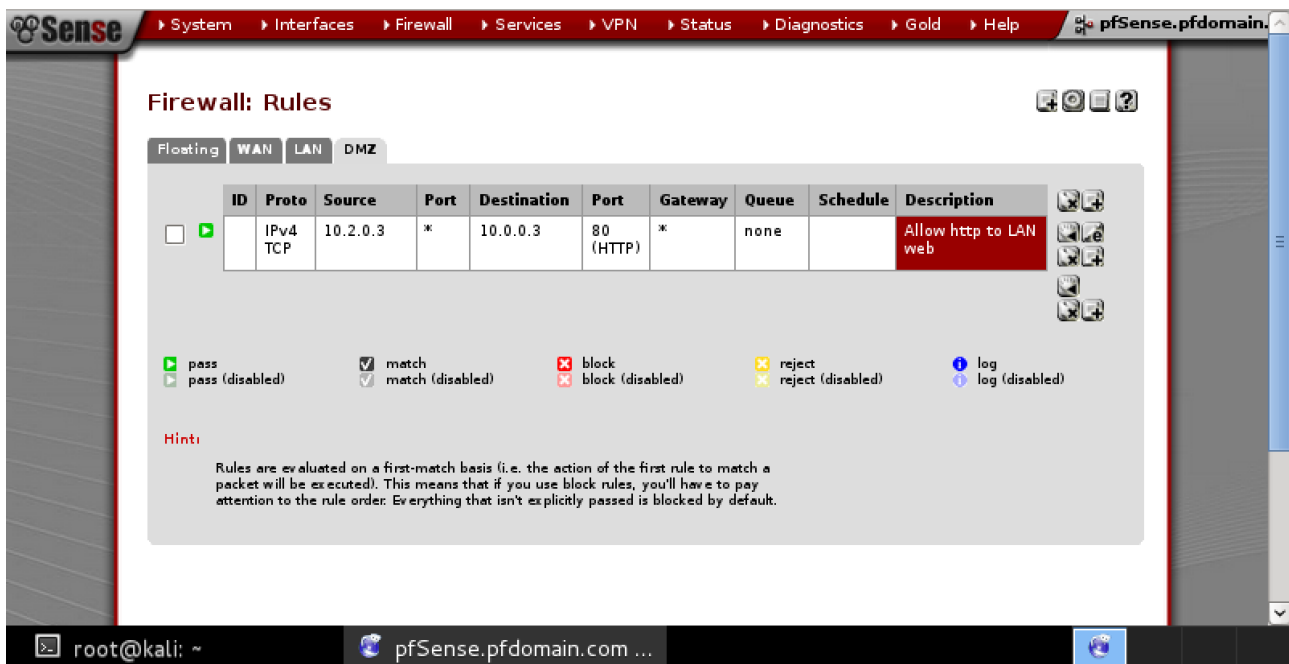 Sense
System Interfaces Firewall Services VPN Status Diagnostics Gold Help pfSense.pfdomain.
Firewall: Rules
Floating WAN LAN DMZ
ID Proto Source Port Destination Port Gateway Queue Schedule Description
IPv4 10.2.0.3 * 10.0.0.3 80 * none Allow http to LAN
TCP (HTTP) web
pass match block reject log
pass (disabled) match (disabled) block (disabled) reject (disabled) log (disabled)
Hint:
Rules are evaluated on a first-match basis (i.e. the action of the first rule to match a
packet will be executed). This means that if you use block rules, you'll have to pay
attention to the rule order. Everything that isn't explicitly passed is blocked by default.
root@kali: ~ pfSense.pfdomain.com ...